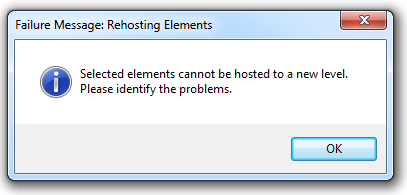 Failure Message: Rehosting Elements
Selected elements cannot be hosted to a new level.
Please identify the problems.
OK